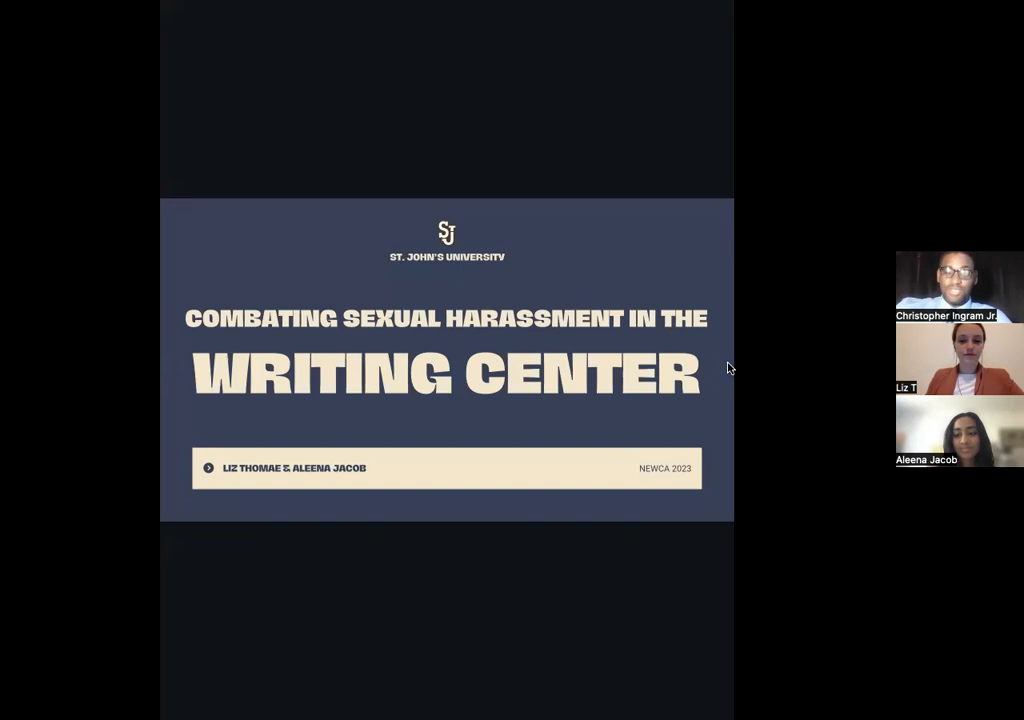 SJ
ST. JOHN'S UNIVERSITY
COMBATING SEXUAL HARASSMENT IN THE
WRITING CENTER
LIZ THOMAE & ALEENA JACOB
NEWCA 2023
Christopher Ingram Jr.
Liz T
Aleena Jacob